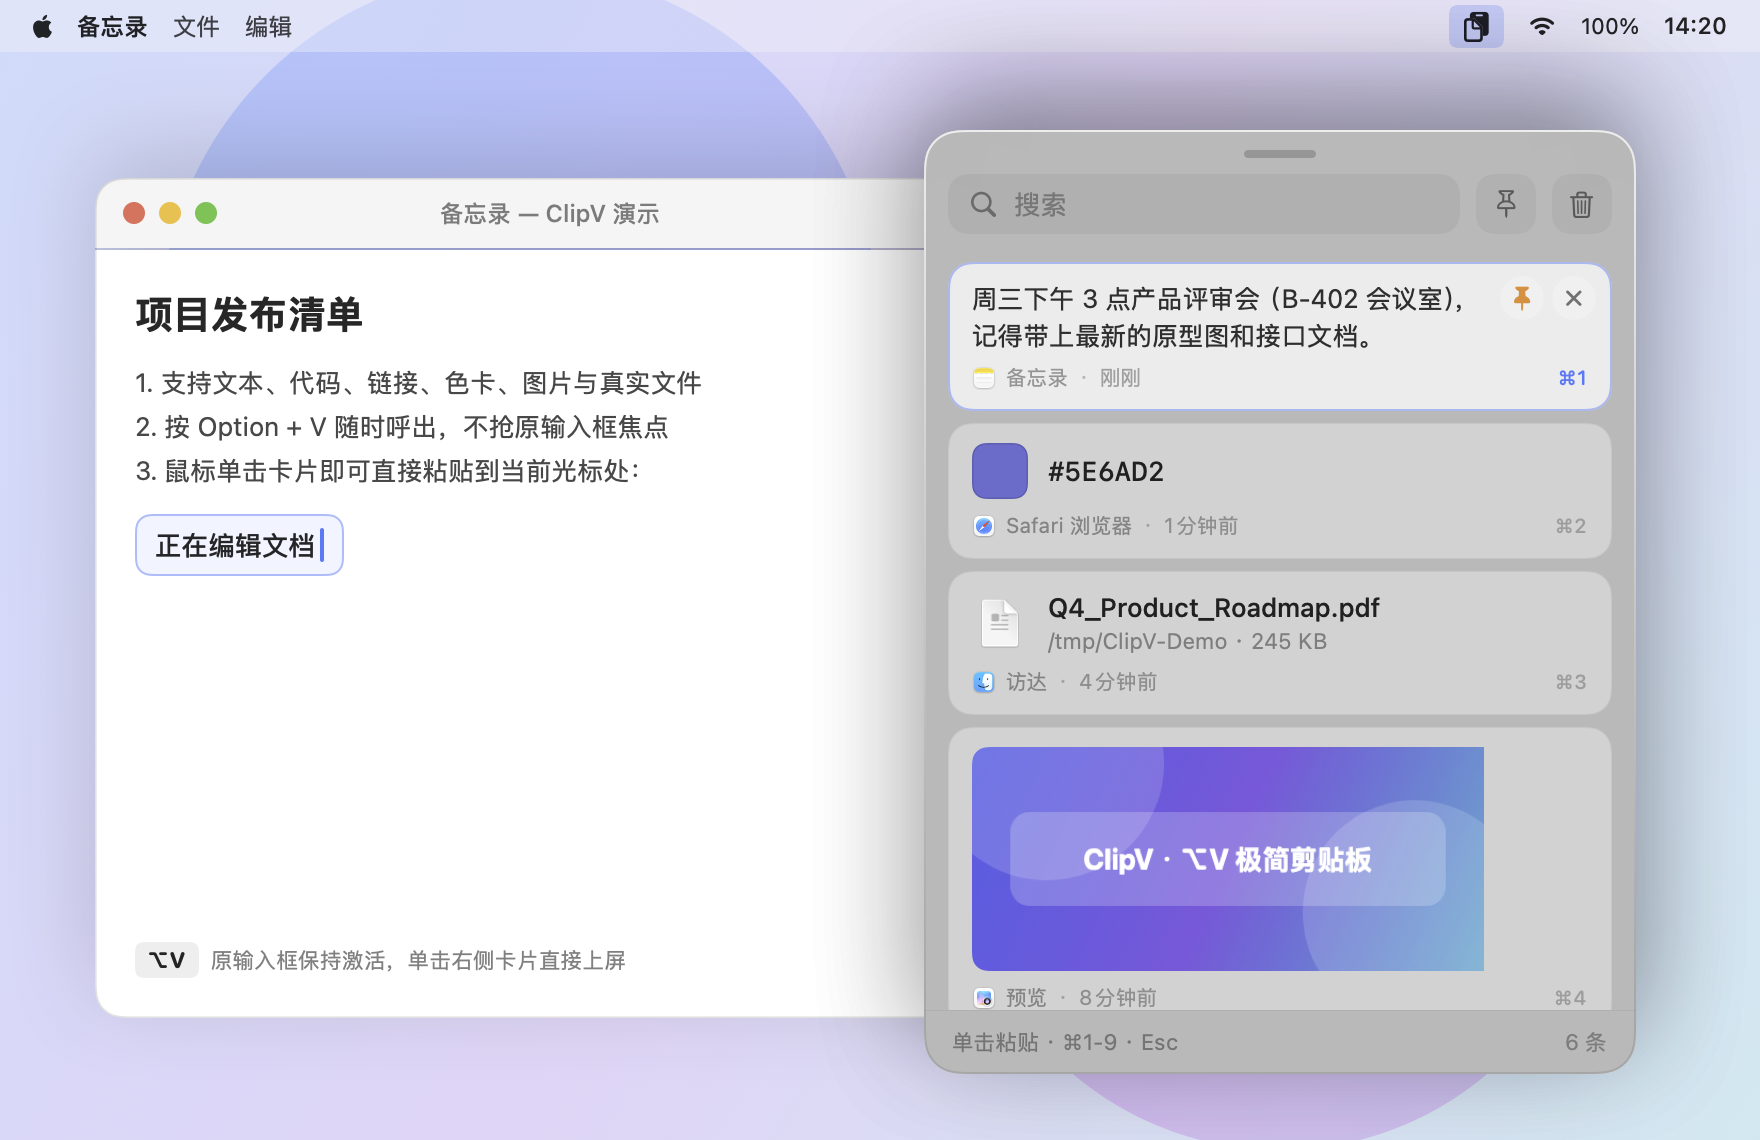 备忘录 文件 编辑
100% 14:20
备忘录 — ClipV 演示
项目发布清单
1. 支持文本、代码、链接、色卡、图片与真实文件
2. 按 Option + V 随时呼出，不抢原输入框焦点
3. 鼠标单击卡片即可直接粘贴到当前光标处：
正在编辑文档
⌥V 原输入框保持激活，单击右侧卡片直接上屏
搜索
周三下午 3 点产品评审会（B-402 会议室），
记得带上最新的原型图和接口文档。
备忘录 · 刚刚 ⌘1
#5E6AD2
Safari 浏览器 · 1分钟前 ⌘2
Q4_Product_Roadmap.pdf
/tmp/ClipV-Demo · 245 KB
访达 · 4分钟前 ⌘3
ClipV · ⌥V 极简剪贴板
预览 · 8分钟前 ⌘4
单击粘贴 · ⌘1-9 · Esc 6 条